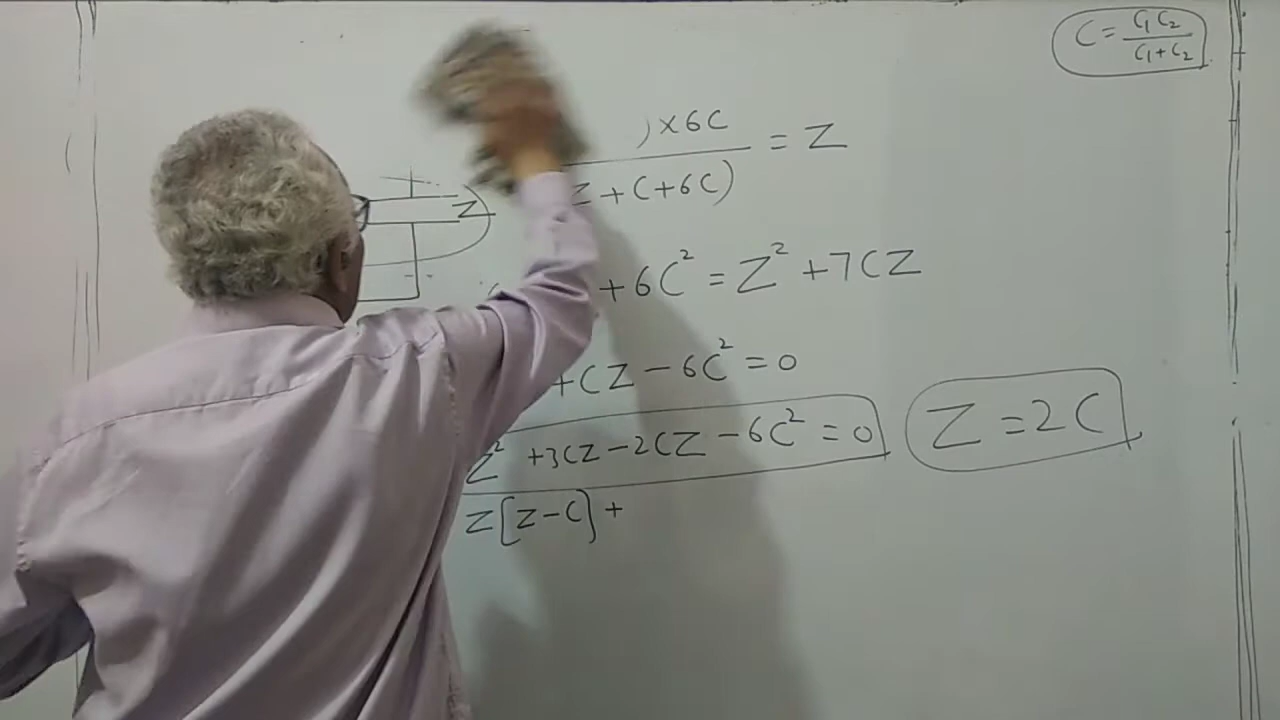 C = C₁C₂ / C₁+C₂
) × 6C / Z + C + 6C) = Z
Z
+ 6C² = Z² + 7CZ
+ CZ − 6C² = 0
Z² + 3CZ − 2CZ − 6C² = 0
Z = 2C
Z[Z − C] +